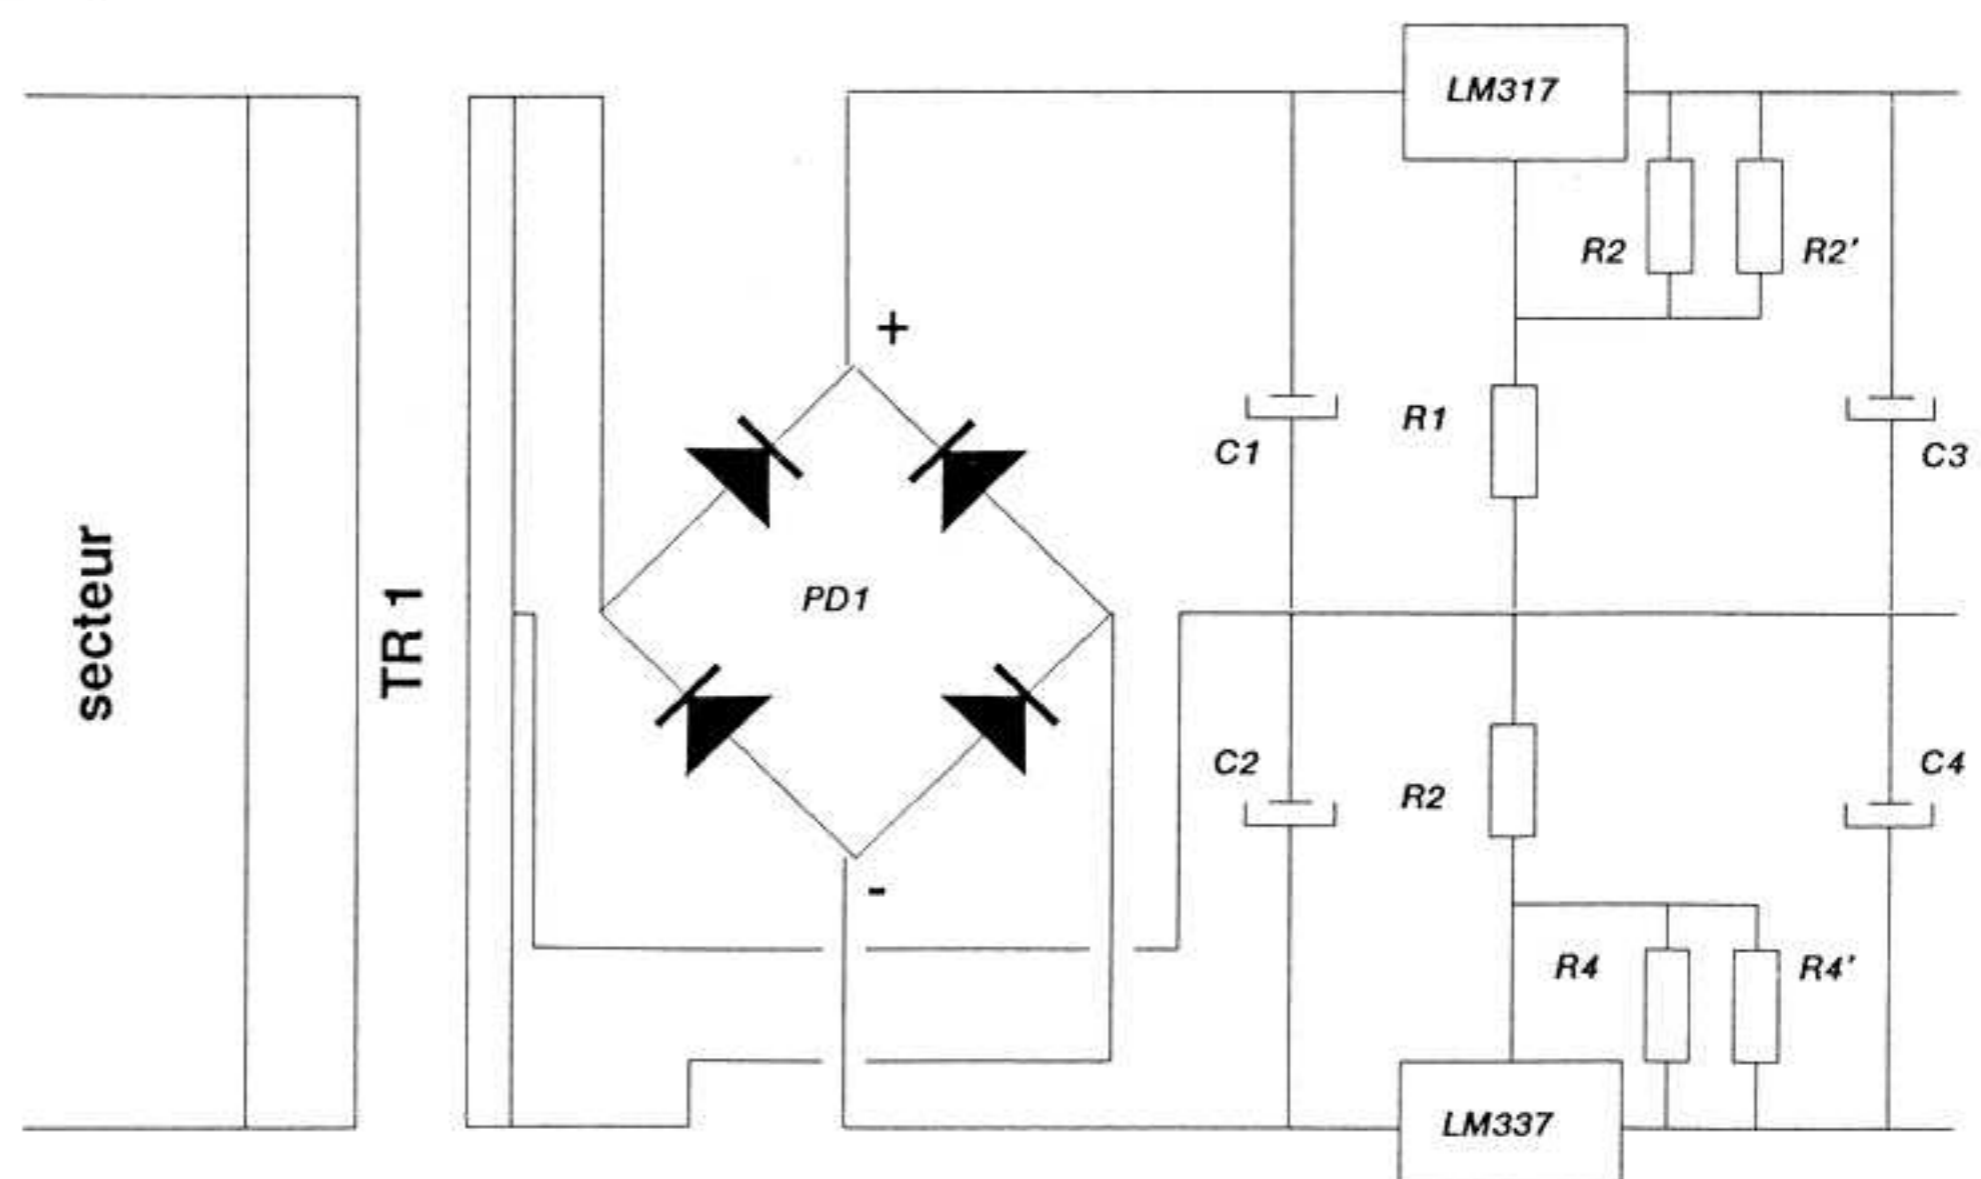 LM317
R2
R2'
+
R1
C1
C3
secteur
TR 1
PD1
C2
R2
C4
-
R4
R4'
LM337